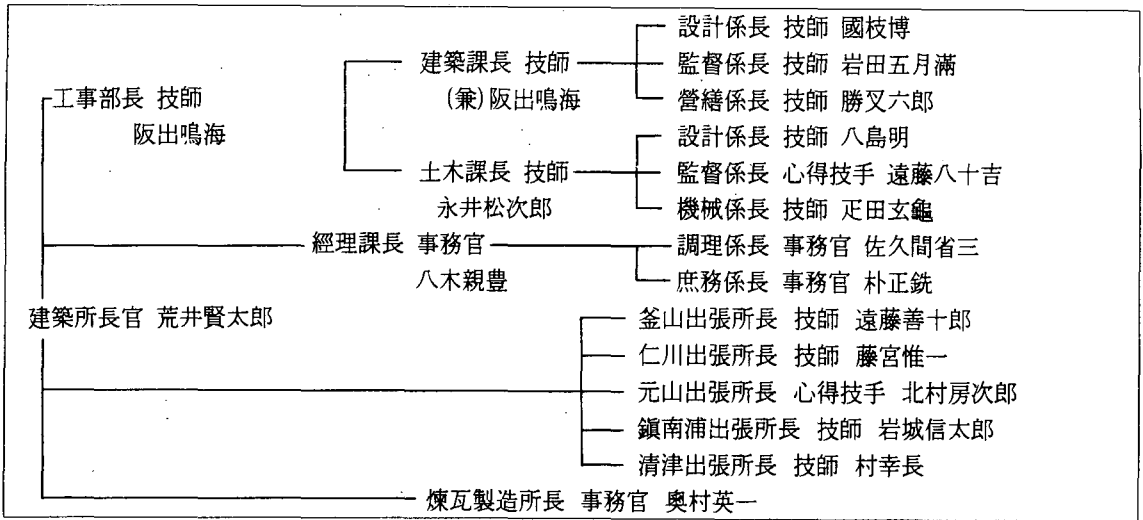 設計係長 技師 國枝博
建築課長 技師
(兼)阪出鳴海
監督係長 技師 岩田五月滿
營繕係長 技師 勝叉六郎
工事部長 技師
阪出鳴海
設計係長 技師 八島明
土木課長 技師
永井松次郎
監督係長 心得技手 遠藤八十吉
機械係長 技師 疋田玄龜
經理課長 事務官
八木親豊
調理係長 事務官 佐久間省三
庶務係長 事務官 朴正銑
建築所長官 荒井賢太郎
釜山出張所長 技師 遠藤善十郎
仁川出張所長 技師 藤宮惟一
元山出張所長 心得技手 北村房次郎
鎭南浦出張所長 技師 岩城信太郎
清津出張所長 技師 村幸長
煉瓦製造所長 事務官 奧村英一